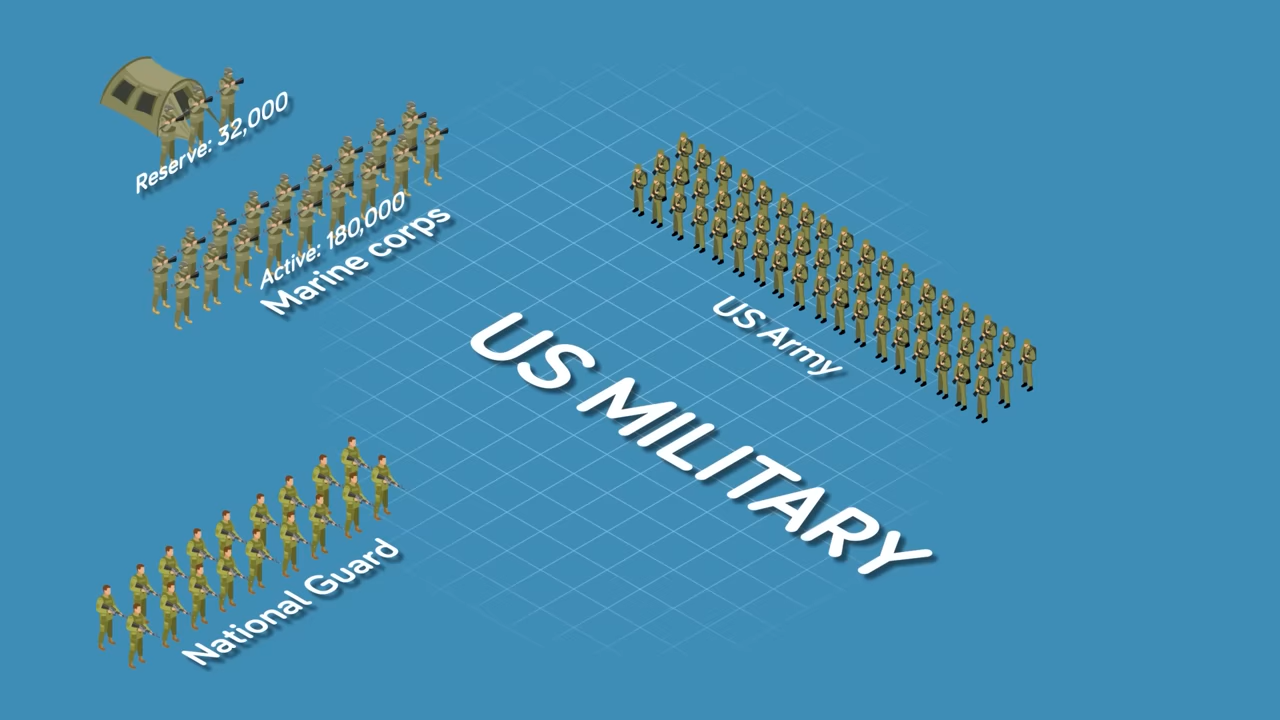 Reserve: 32,000
Active: 180,000
Marine corps
US Army
US MILITARY
National Guard